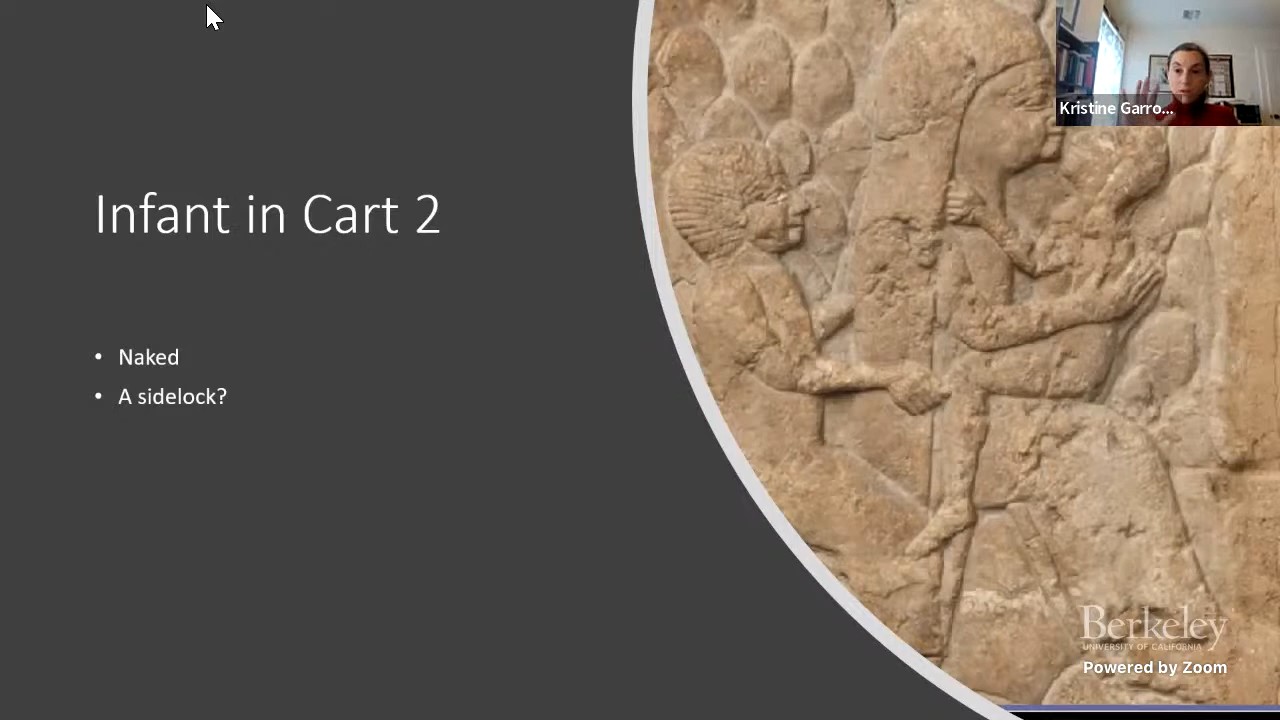 Kristine Garro...
Infant in Cart 2
• Naked
• A sidelock?
Berkeley
UNIVERSITY OF CALIFORNIA
Powered by Zoom